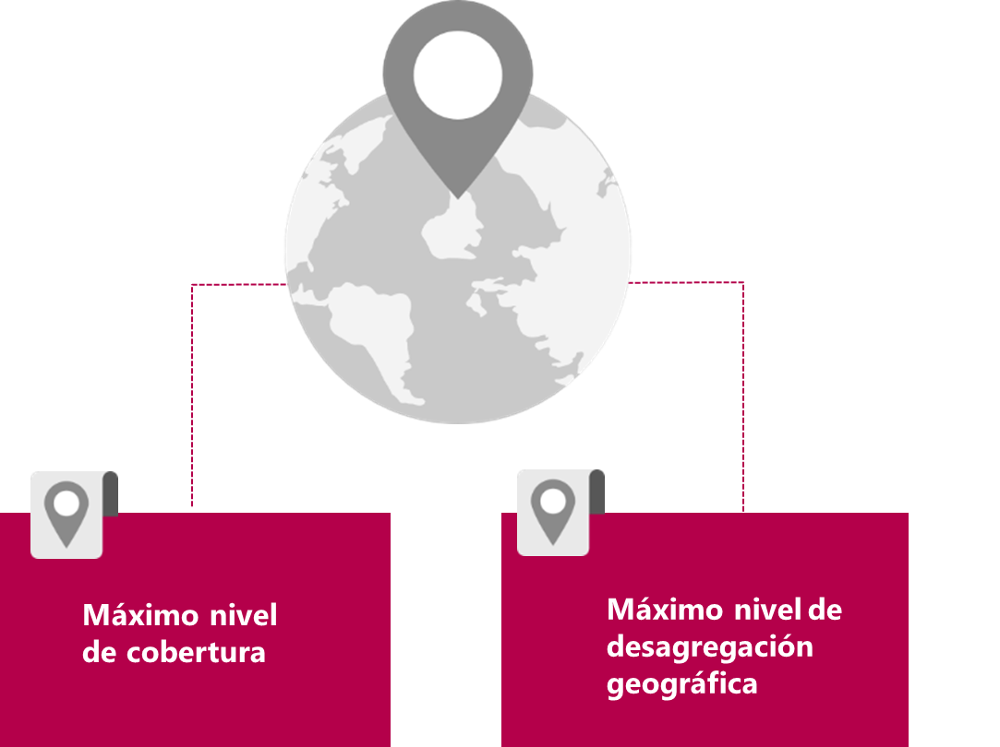 Máximo nivel
de cobertura
Máximo nivel de
desagregación
geográfica